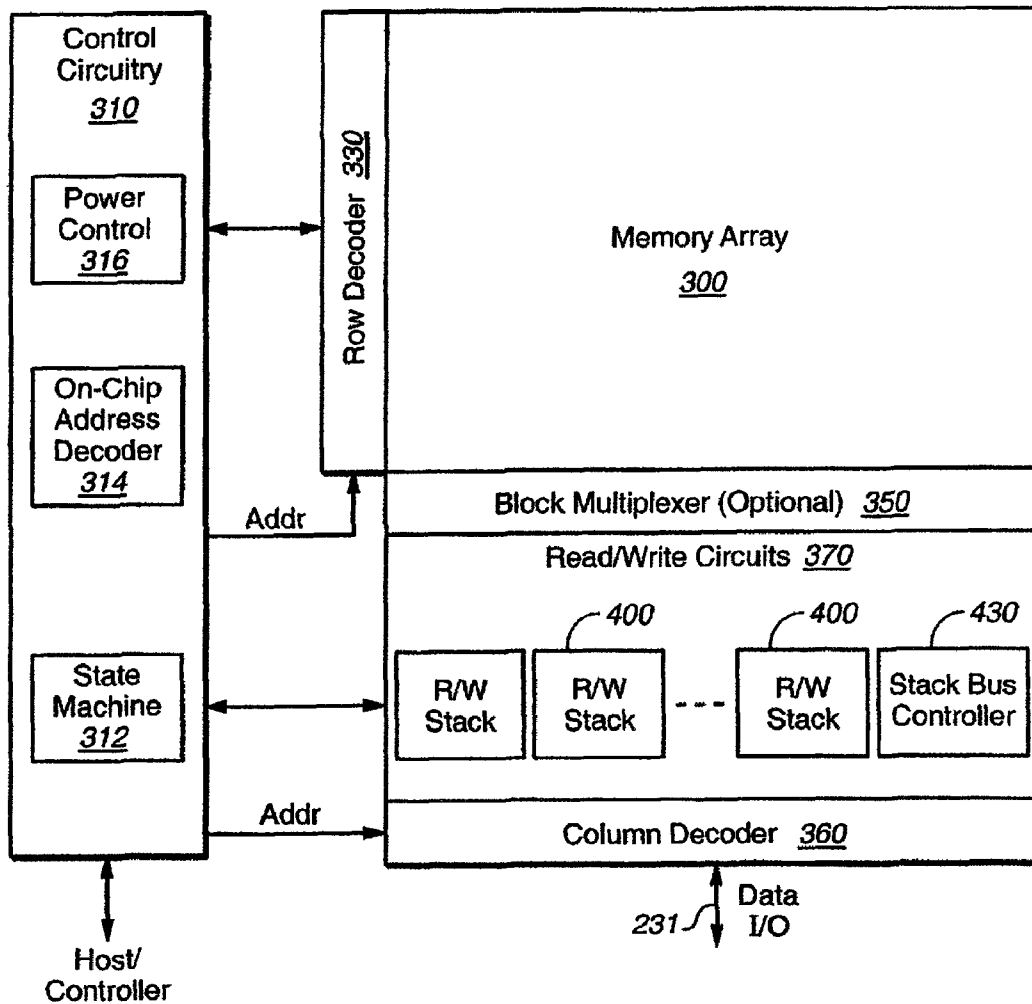 Control
Circuitry
310
Power
Control
316
On-Chip
Address
Decoder
314
State
Machine
312
Host/
Controller
Addr
Addr
Row Decoder 330
Memory Array
300
Block Multiplexer (Optional) 350
Read/Write Circuits 370
400
400
430
R/W
Stack
R/W
Stack
R/W
Stack
Stack Bus
Controller
Column Decoder 360
231
Data
I/O